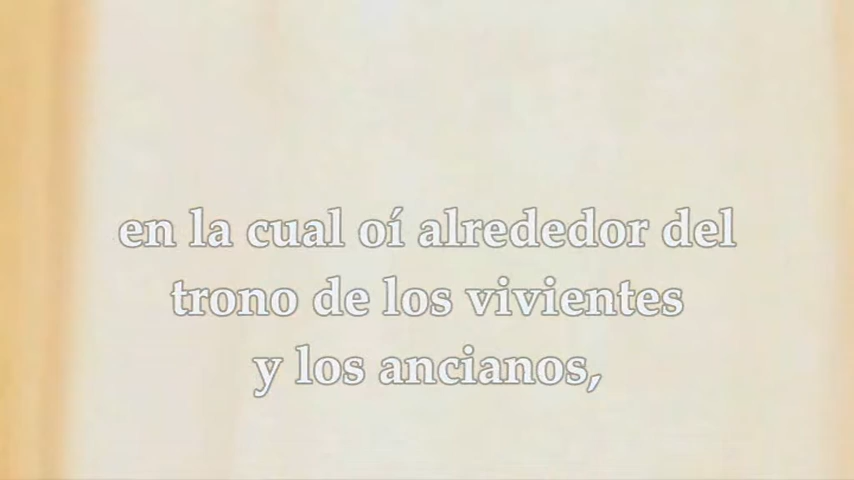 en la cual oí alrededor del
trono de los vivientes
y los ancianos,